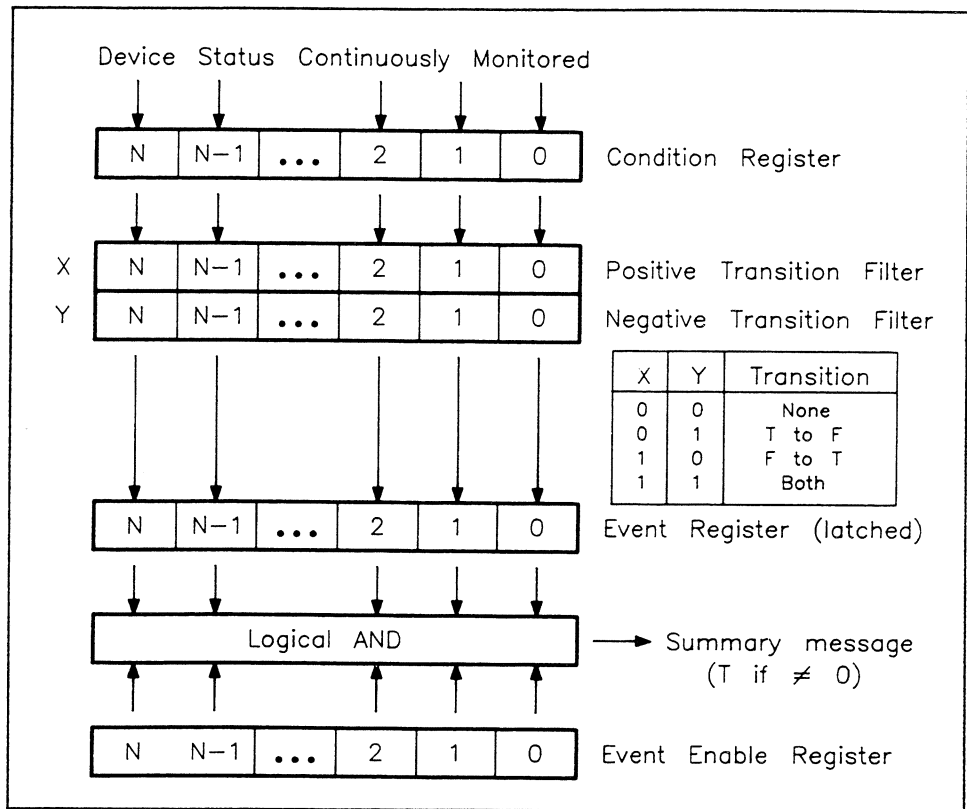 Device Status Continuously Monitored
N N-1 ... 2 1 0 Condition Register
X N N-1 ... 2 1 0 Positive Transition Filter
Y N N-1 ... 2 1 0 Negative Transition Filter
X Y Transition
0 0 None
0 1 T to F
1 0 F to T
1 1 Both
N N-1 ... 2 1 0 Event Register (latched)
Logical AND Summary message
(T if ≠ 0)
N N-1 ... 2 1 0 Event Enable Register